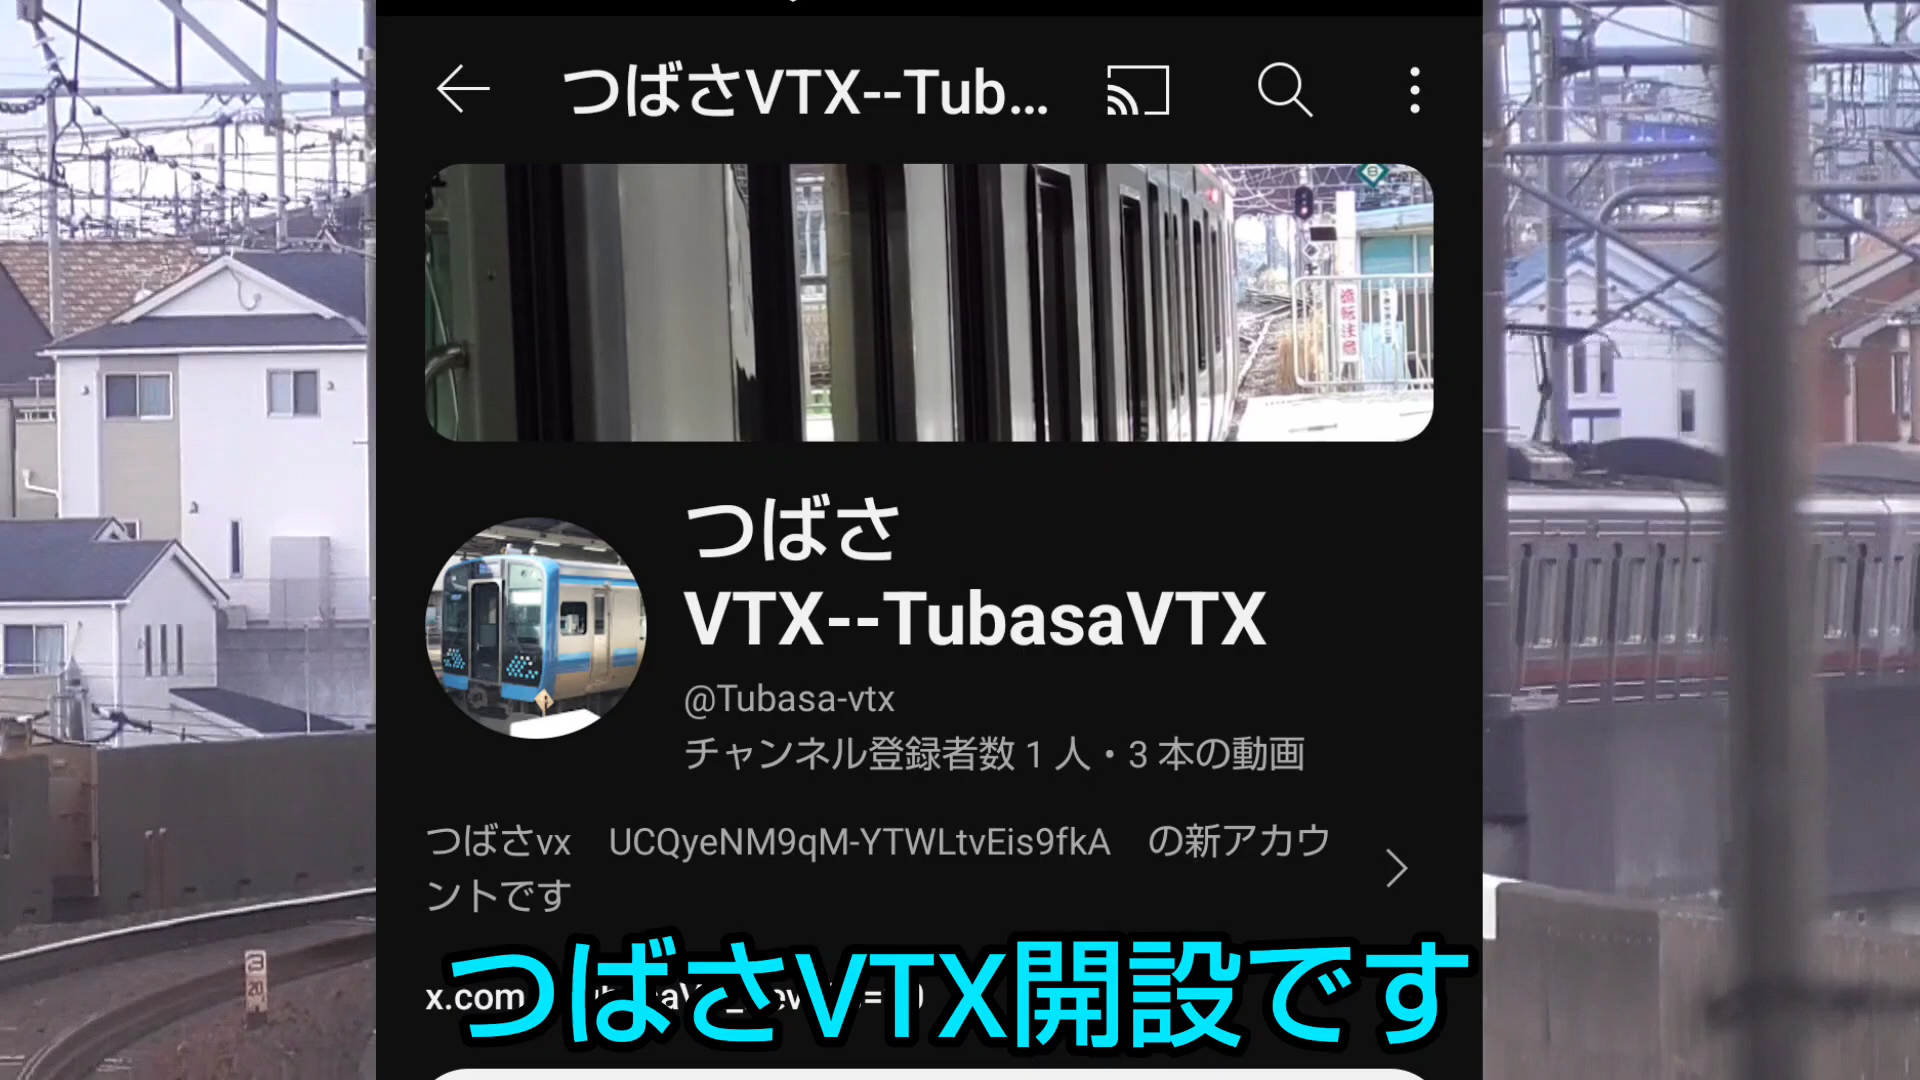 つばさVTX--Tub...
つばさ
VTX--TubasaVTX
@Tubasa-vtx
チャンネル登録者数 1 人・3 本の動画
つばさvx UCQyeNM9qM-YTWLtvEis9fkA の新アカウ
ントです
x.com
つばさVTX開設です
3
20